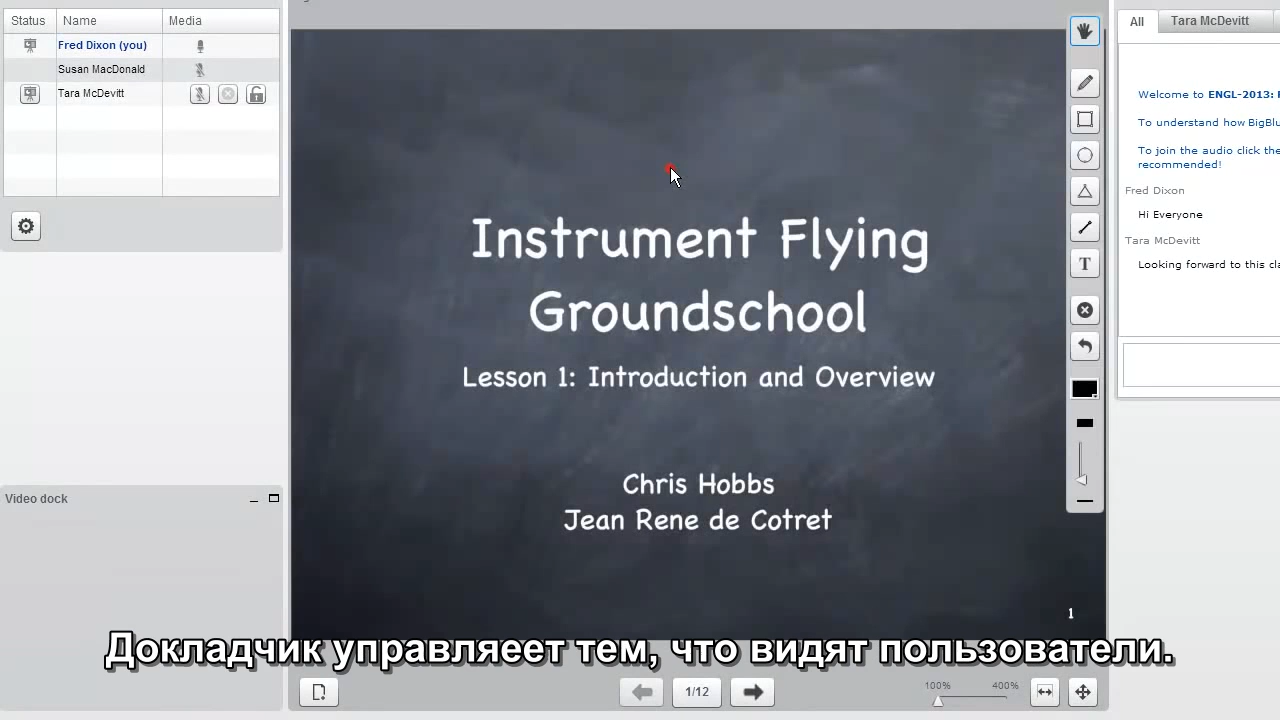 Status Name Media
Fred Dixon (you)
Susan MacDonald
Tara McDevitt
Video dock
Instrument Flying
Groundschool
Lesson 1: Introduction and Overview
Chris Hobbs
Jean Rene de Cotret
1
T
1/12
100% 400%
All Tara McDevitt
Welcome to ENGL-2013:
To understand how
To join the audio click the
recommended!
Fred Dixon
Hi Everyone
Tara McDevitt
Looking forward to this
Докладчик управляеет тем, что видят пользователи.